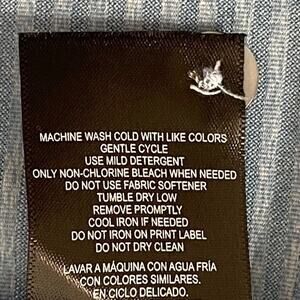 MACHINE WASH COLD WITH LIKE COLORS
GENTLE CYCLE
USE MILD DETERGENT
ONLY NON-CHLORINE BLEACH WHEN NEEDED
DO NOT USE FABRIC SOFTENER
TUMBLE DRY LOW
REMOVE PROMPTLY
COOL IRON IF NEEDED
DO NOT IRON ON PRINT LABEL
DO NOT DRY CLEAN
LAVAR A MÁQUINA CON AGUA FRÍA
CON COLORES SIMILARES.
EN CICLO DELICADO.